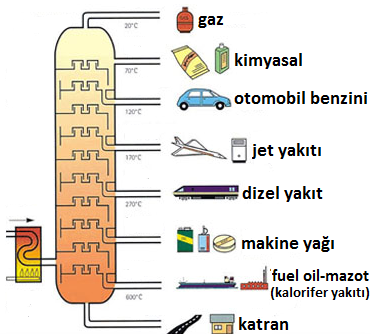 20°C
gaz
70°C
kimyasal
120°C
otomobil benzini
170°C
jet yakıtı
270°C
dizel yakıt
makine yağı
fuel oil-mazot
(kalorifer yakıtı)
600°C
katran